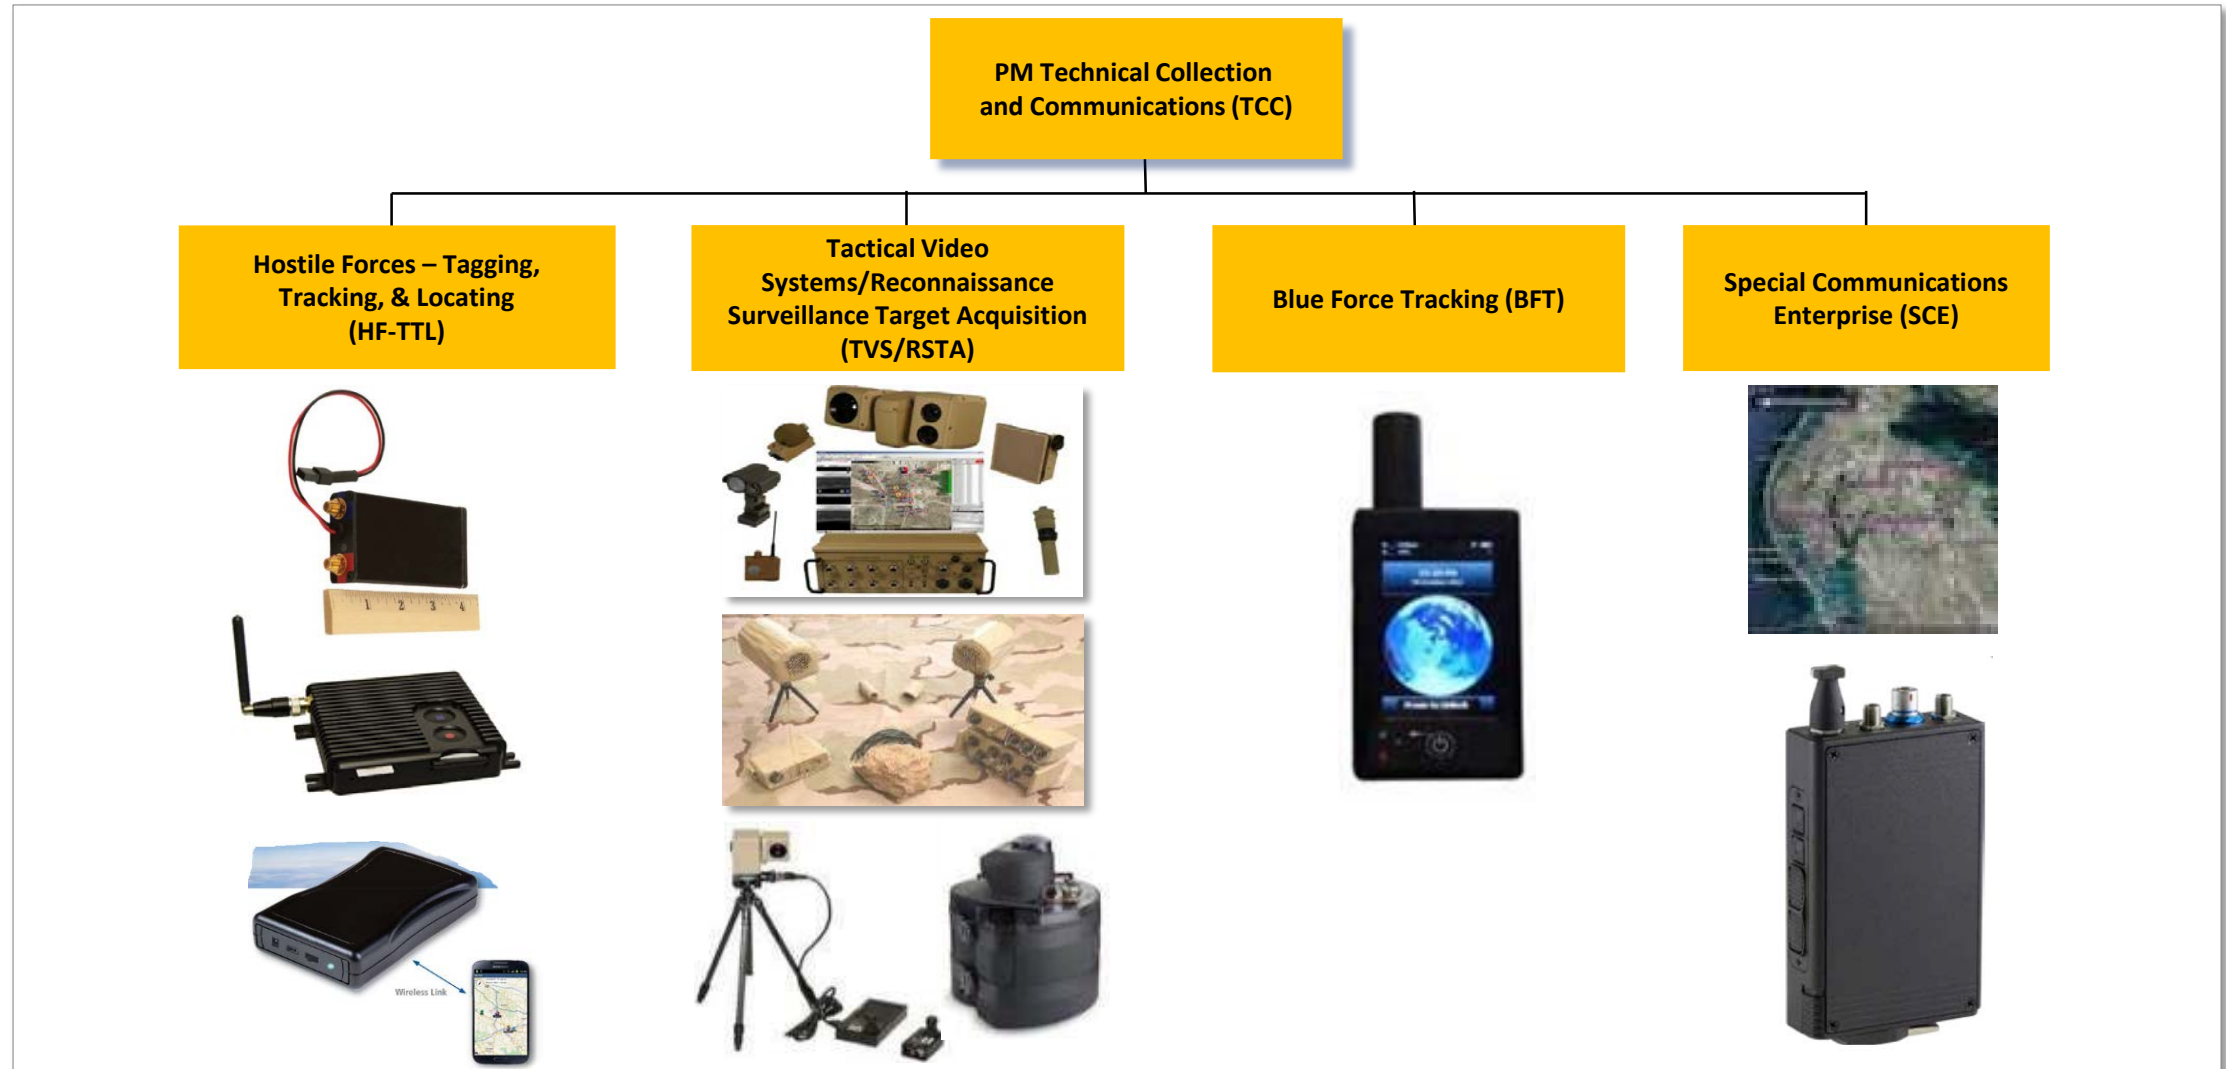 PM Technical Collection
and Communications (TCC)
Hostile Forces – Tagging,
Tracking, & Locating
(HF-TTL)
Tactical Video
Systems/Reconnaissance
Surveillance Target Acquisition
(TVS/RSTA)
Blue Force Tracking (BFT)
Special Communications
Enterprise (SCE)
1 2 3 4
Wireless Link